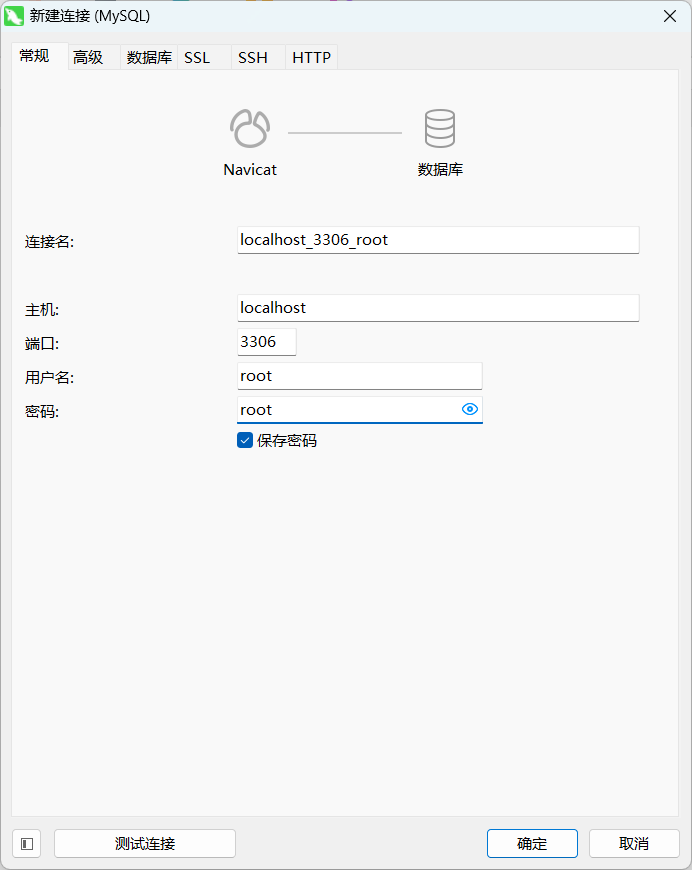 新建连接 (MySQL)
常规 高级 数据库 SSL SSH HTTP
Navicat 数据库
连接名: localhost_3306_root
主机: localhost
端口: 3306
用户名: root
密码: root
保存密码
测试连接 确定 取消